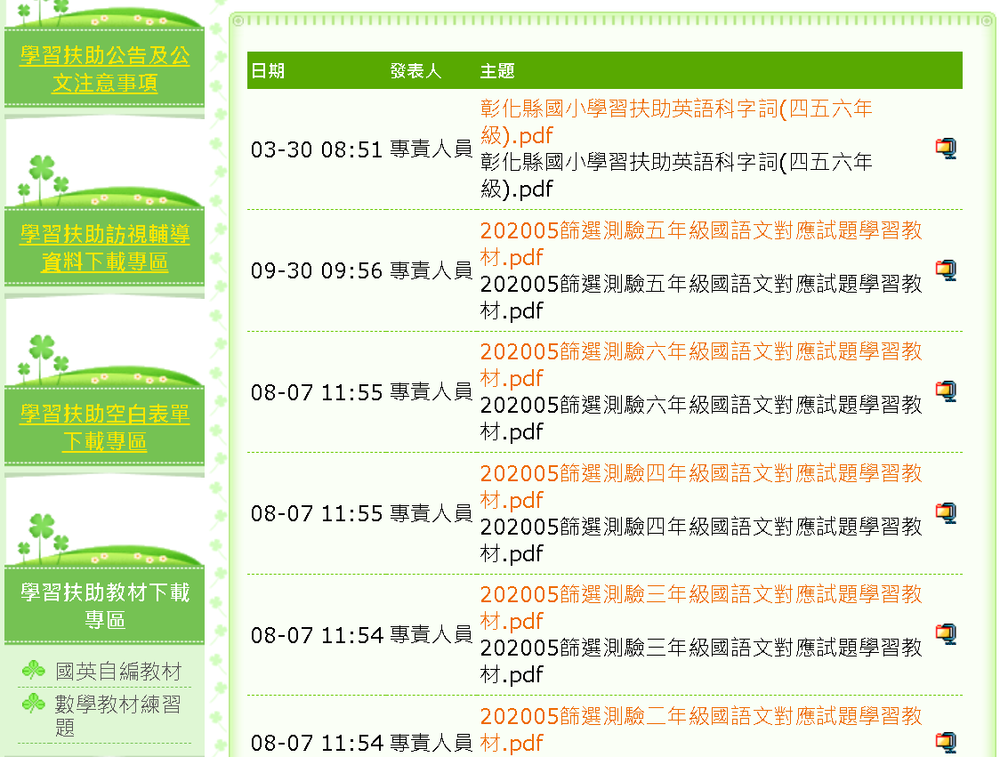 學習扶助公告及公
文注意事項
學習扶助訪視輔導
資料下載專區
學習扶助空白表單
下載專區
學習扶助教材下載
專區
國英自編教材
數學教材練習
題
日期 發表人 主題
彰化縣國小學習扶助英語科字詞(四五六年
級).pdf
03-30 08:51 專責人員
彰化縣國小學習扶助英語科字詞(四五六年
級).pdf
202005篩選測驗五年級國語文對應試題學習教
材.pdf
09-30 09:56 專責人員
202005篩選測驗五年級國語文對應試題學習教
材.pdf
202005篩選測驗六年級國語文對應試題學習教
材.pdf
08-07 11:55 專責人員
202005篩選測驗六年級國語文對應試題學習教
材.pdf
202005篩選測驗四年級國語文對應試題學習教
材.pdf
08-07 11:55 專責人員
202005篩選測驗四年級國語文對應試題學習教
材.pdf
202005篩選測驗三年級國語文對應試題學習教
材.pdf
08-07 11:54 專責人員
202005篩選測驗三年級國語文對應試題學習教
材.pdf
202005篩選測驗二年級國語文對應試題學習教
08-07 11:54 專責人員 材.pdf